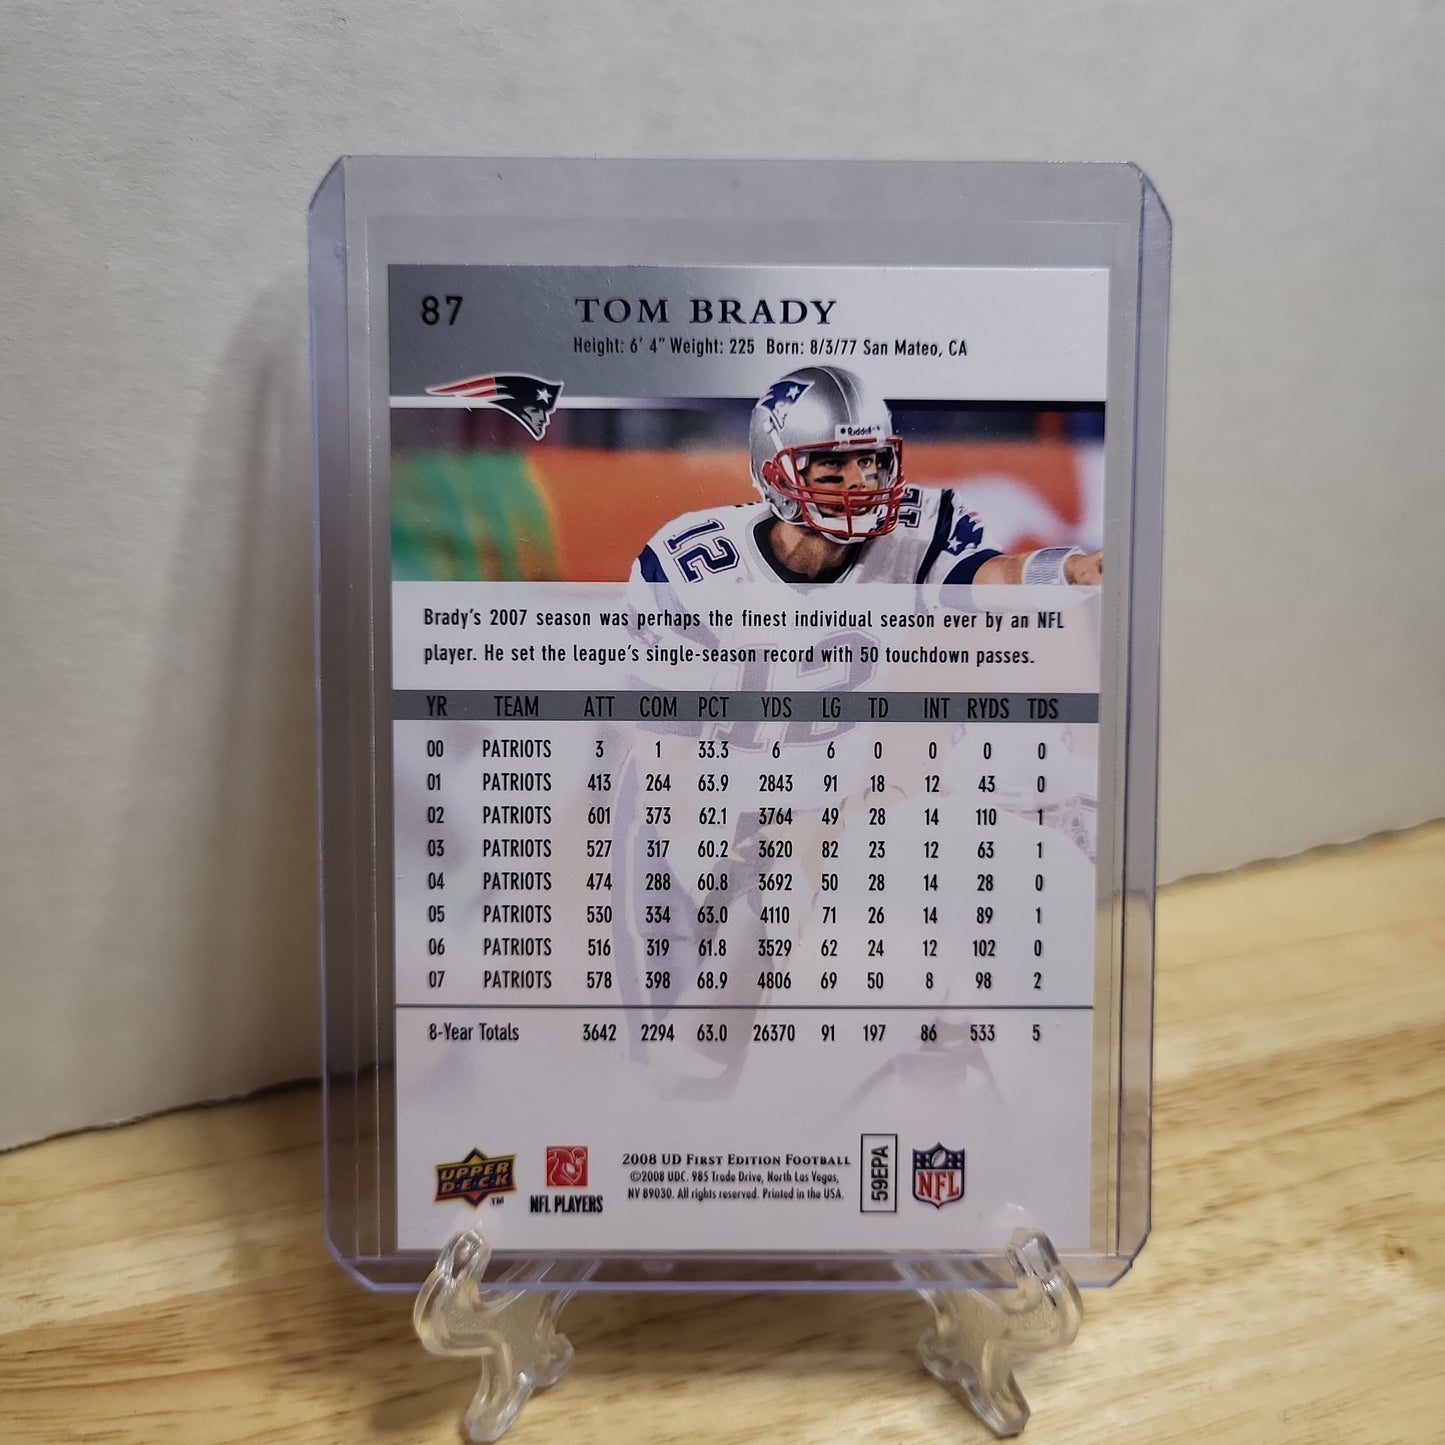 87
TOM BRADY
Height: 6' 4" Weight: 225 Born: 8/3/77 San Mateo, CA
Riddell
12
12
Brady's 2007 season was perhaps the finest individual season ever by an NFL
player. He set the league's single-season record with 50 touchdown passes.
12
YR TEAM ATT COM PCT YDS LG TD INT RYDS TDS
00 PATRIOTS 3 1 33.3 6 6 0 0 0 0
01 PATRIOTS 413 264 63.9 2843 91 18 12 43 0
02 PATRIOTS 601 373 62.1 3764 49 28 14 110 1
03 PATRIOTS 527 317 60.2 3620 82 23 12 63 1
04 PATRIOTS 474 288 60.8 3692 50 28 14 28 0
05 PATRIOTS 530 334 63.0 4110 71 26 14 89 1
06 PATRIOTS 516 319 61.8 3529 62 24 12 102 0
07 PATRIOTS 578 398 68.9 4806 69 50 8 98 2
8-Year Totals 3642 2294 63.0 26370 91 197 86 533 5
UPPER
D·E·C·K
TM
NFL PLAYERS
2008 UD FIRST EDITION FOOTBALL
©2008 UDC. 985 Trade Drive, North Las Vegas,
NV 89030. All rights reserved. Printed in the USA.
59EPA
NFL